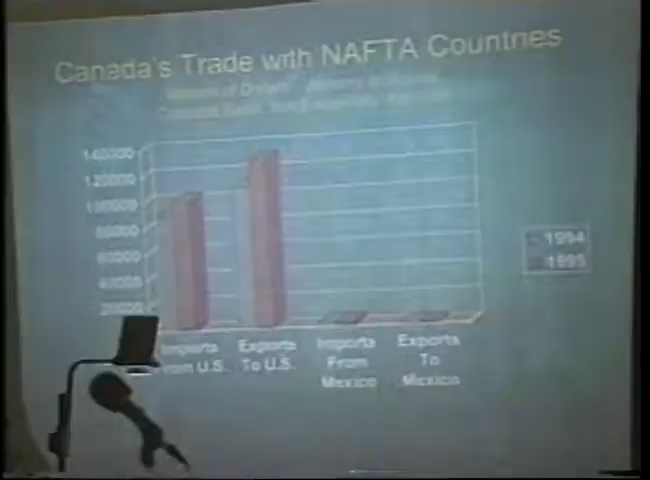 Canada's Trade with NAFTA Countries
140000
120000
100000
80000
60000
40000
1994
1995
Imports Exports Imports Exports
From U.S. To U.S. From To
Mexico Mexico